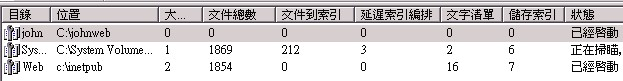 目錄 位置 大... 文件總數 文件到索引 延遲索引編排 文字清單 儲存索引 狀態
john C:\johnweb 0 0 0 0 0 0 已經啟動
Sys... C:\System Volume... 1 1869 212 3 2 6 正在掃瞄,
Web c:\inetpub 2 1854 0 0 16 7 已經啟動